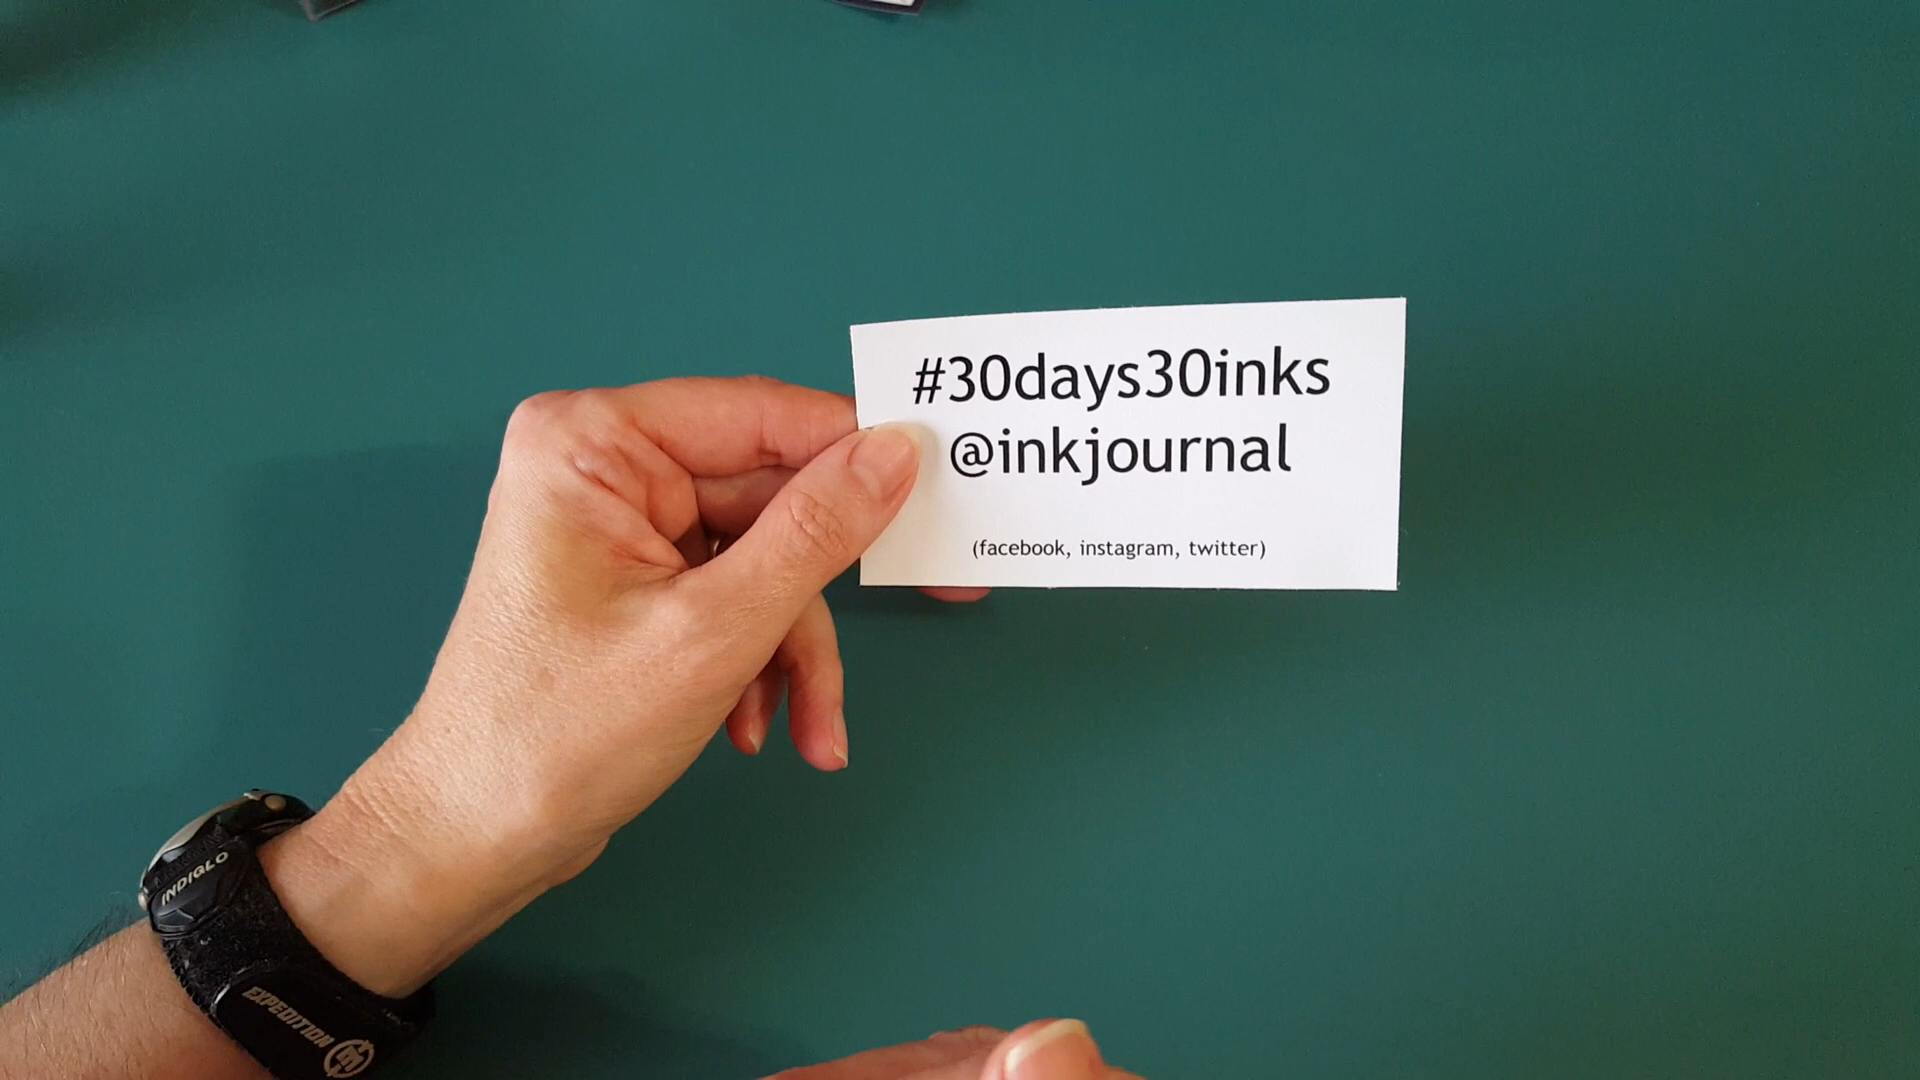 #30days30inks
@inkjournal
(facebook, instagram, twitter)
INDIGLO
EXPEDITION